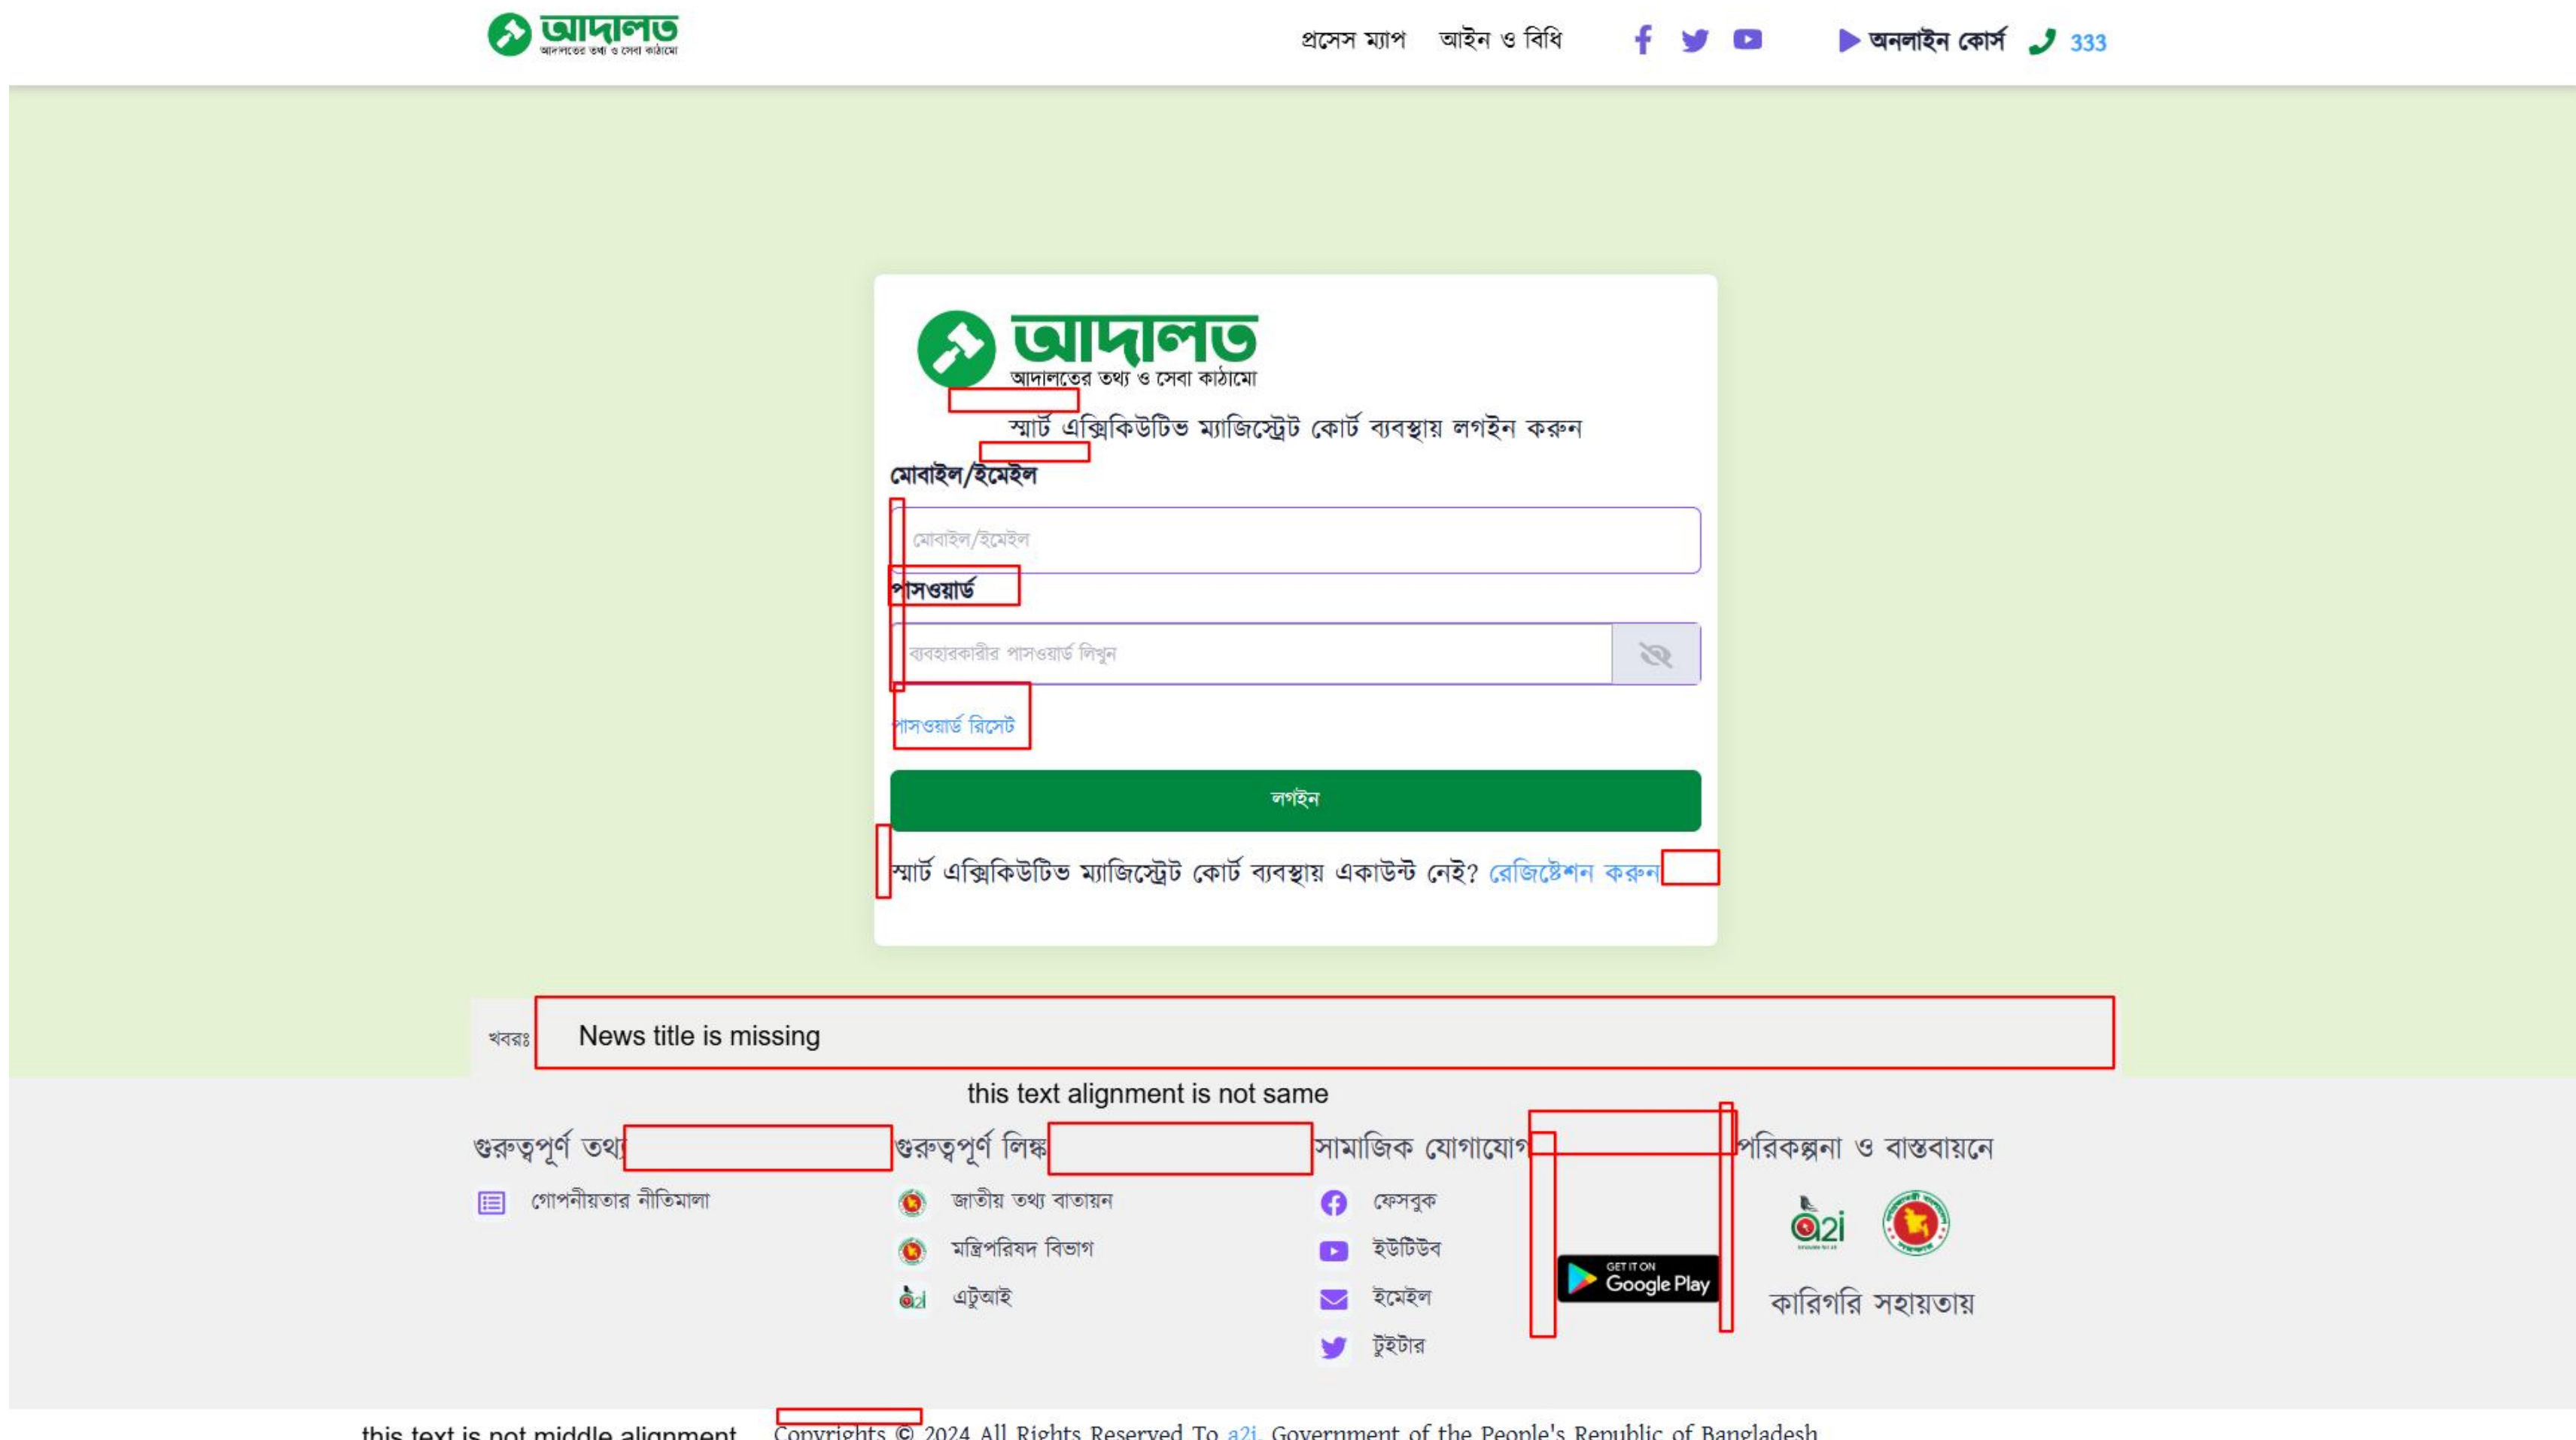 আদালত
আদালতের তথ্য ও সেবা কাঠামো
প্রসেস ম্যাপ আইন ও বিধি অনলাইন কোর্স 333
আদালত
আদালতের তথ্য ও সেবা কাঠামো
স্মার্ট এক্সিকিউটিভ ম্যাজিস্ট্রেট কোর্ট ব্যবস্থায় লগইন করুন
মোবাইল/ইমেইল
মোবাইল/ইমেইল
পাসওয়ার্ড
ব্যবহারকারীর পাসওয়ার্ড লিখুন
পাসওয়ার্ড রিসেট
লগইন
স্মার্ট এক্সিকিউটিভ ম্যাজিস্ট্রেট কোর্ট ব্যবস্থায় একাউন্ট নেই? রেজিষ্টেশন করুন
খবরঃ News title is missing
this text alignment is not same
গুরুত্বপূর্ণ তথ্য
গোপনীয়তার নীতিমালা
গুরুত্বপূর্ণ লিঙ্ক
জাতীয় তথ্য বাতায়ন
মন্ত্রিপরিষদ বিভাগ
a2i এটুঁআই
সামাজিক যোগাযোগ
ফেসবুক
ইউটিউব
ইমেইল
টুঁইটার
GET IT ON
Google Play
পরিকল্পনা ও বাস্তবায়নে
a2i
কারিগরি সহায়তায়
this text is not middle alignment Copyrights © 2024 All Rights Reserved To a2i, Government of the People's Republic of Bangladesh